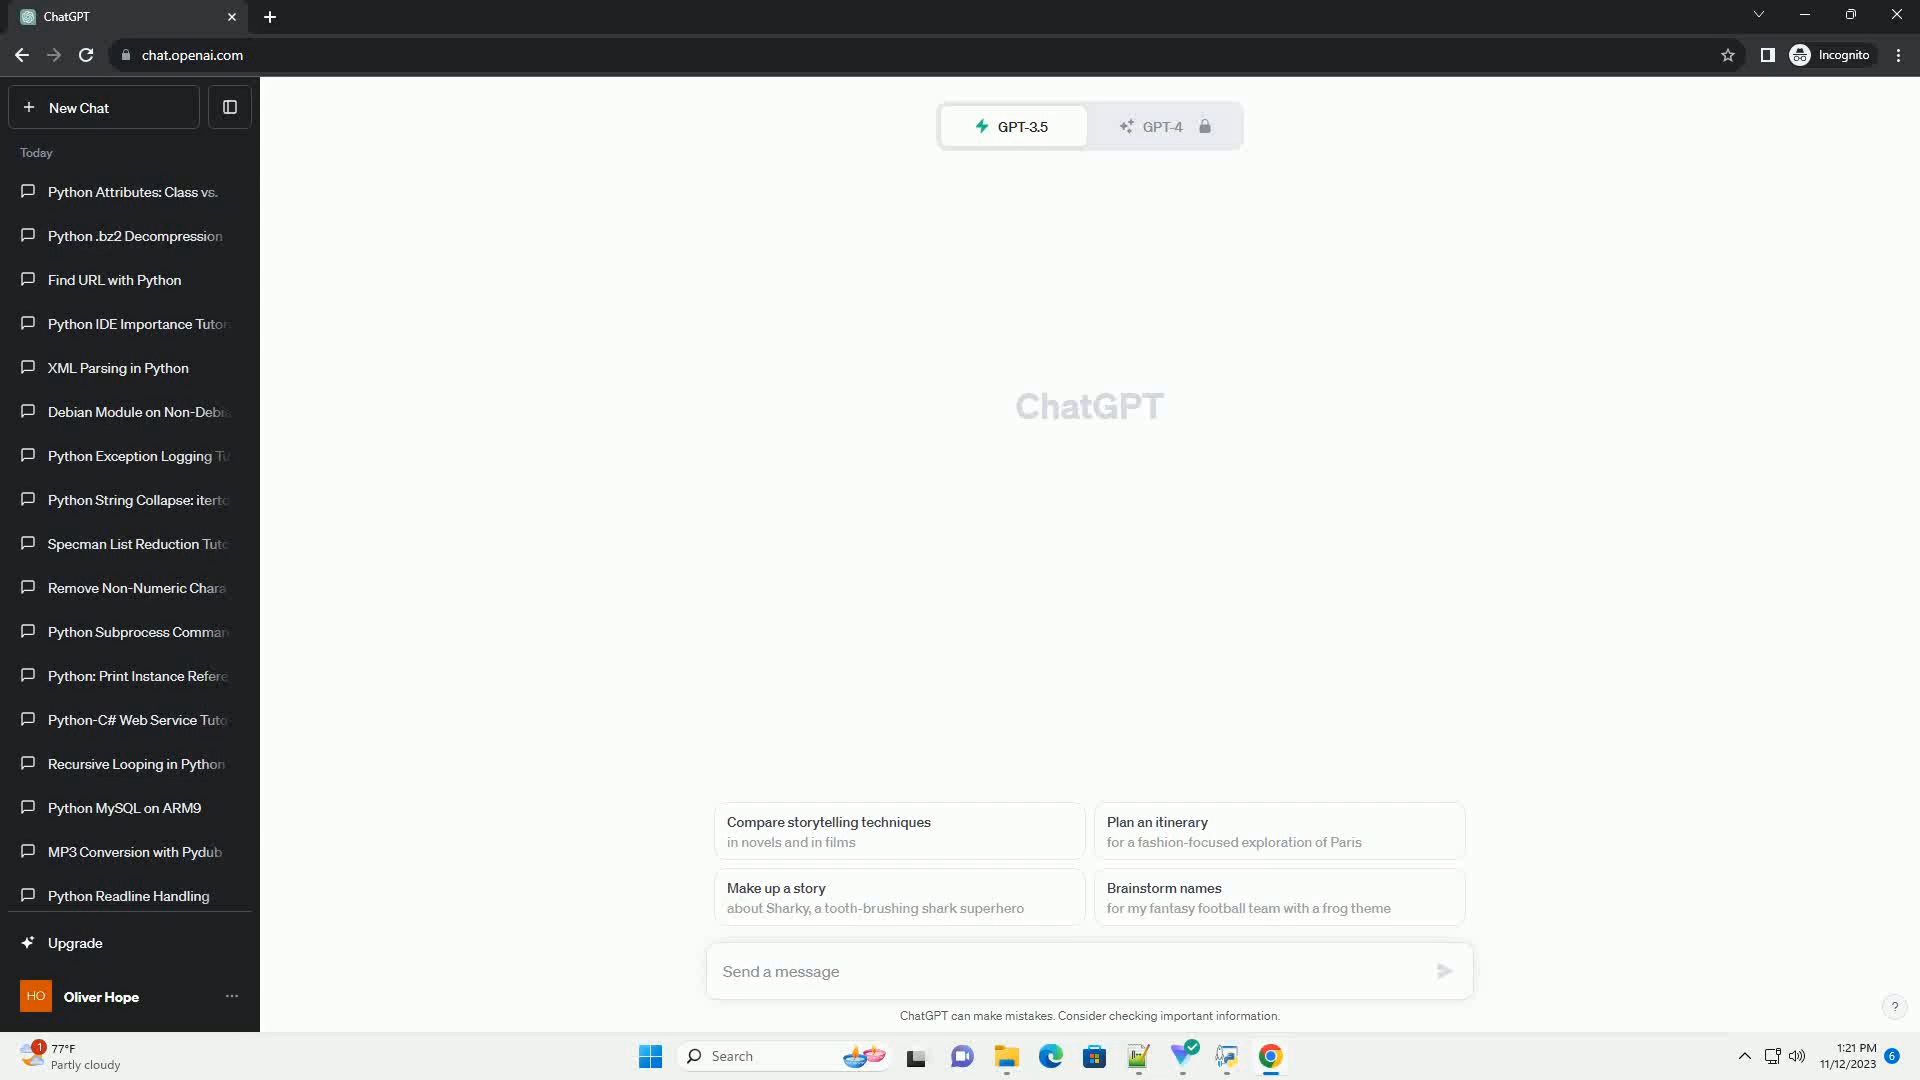 ChatGPT
chat.openai.com
Incognito
New Chat
Today
Python Attributes: Class vs.
Python .bz2 Decompression
Find URL with Python
Python IDE Importance Tutor
XML Parsing in Python
Debian Module on Non-Debi
Python Exception Logging Tu
Python String Collapse: iterto
Specman List Reduction Tuto
Remove Non-Numeric Chara
Python Subprocess Comman
Python: Print Instance Refere
Python-C# Web Service Tuto
Recursive Looping in Python
Python MySQL on ARM9
MP3 Conversion with Pydub
Python Readline Handling
Upgrade
HO
Oliver Hope
GPT-3.5
GPT-4
ChatGPT
Compare storytelling techniques
in novels and in films
Plan an itinerary
for a fashion-focused exploration of Paris
Make up a story
about Sharky, a tooth-brushing shark superhero
Brainstorm names
for my fantasy football team with a frog theme
Send a message
ChatGPT can make mistakes. Consider checking important information.
?
1
77°F
Partly cloudy
Search
1:21 PM
11/12/2023
6